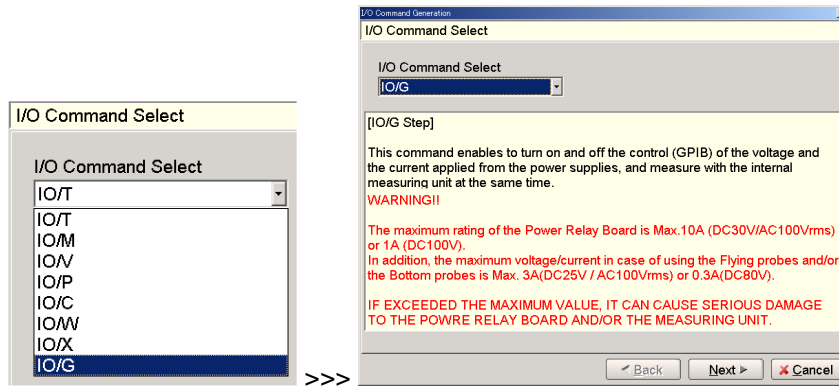 I/O Command Select
I/O Command Select
IO/T
IO/T
IO/M
IO/V
IO/P
IO/C
IO/W
IO/X
IO/G
>>>
I/O Command Generation
I/O Command Select
I/O Command Select
IO/G
[IO/G Step]
This command enables to turn on and off the control (GPIB) of the voltage and
the current applied from the power supplies, and measure with the internal
measuring unit at the same time.
WARNING!!
The maximum rating of the Power Relay Board is Max.10A (DC30V/AC100Vrms)
or 1A (DC100V).
In addition, the maximum voltage/current in case of using the Flying probes and/or
the Bottom probes is Max. 3A(DC25V / AC100Vrms) or 0.3A(DC80V).
IF EXCEEDED THE MAXIMUM VALUE, IT CAN CAUSE SERIOUS DAMAGE
TO THE POWRE RELAY BOARD AND/OR THE MEASURING UNIT.
Back Next Cancel